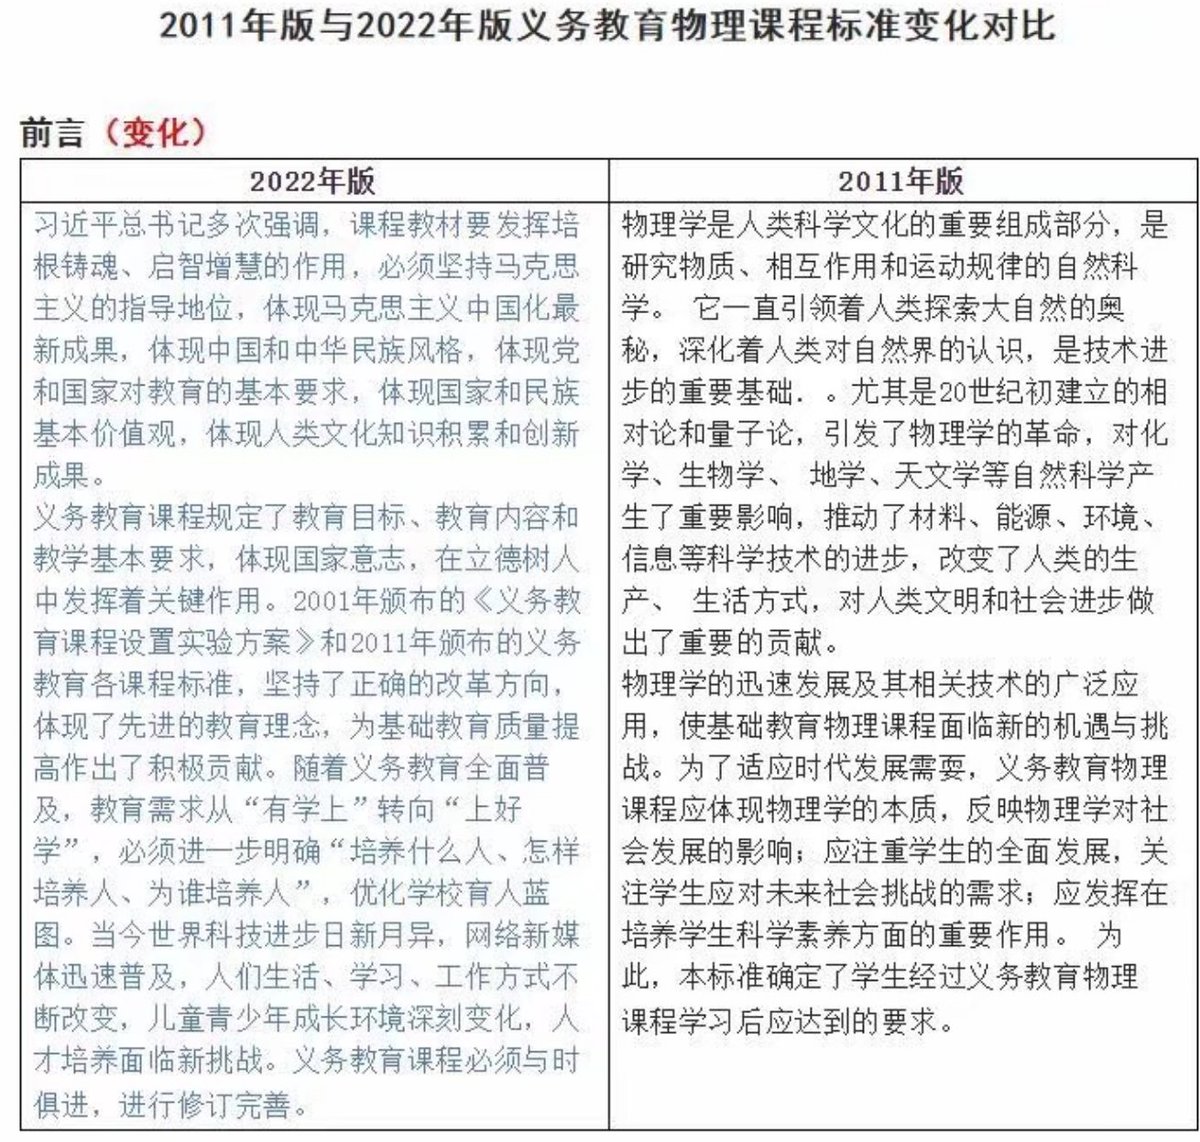 2011年版与2022年版义务教育物理课程标准变化对比
前言（变化）
2022年版
习近平总书记多次强调，课程教材要发挥培
根铸魂、启智增慧的作用，必须坚持马克思
主义的指导地位，体现马克思主义中国化最
新成果，体现中国和中华民族风格，体现党
和国家对教育的基本要求，体现国家和民族
基本价值观，体现人类文化知识积累和创新
成果。
义务教育课程规定了教育目标、教育内容和
教学基本要求，体现国家意志，在立德树人
中发挥着关键作用。2001年颁布的《义务教
育课程设置实验方案》和2011年颁布的义务
教育各课程标准，坚持了正确的改革方向，
体现了先进的教育理念，为基础教育质量提
高作出了积极贡献。随着义务教育全面普
及，教育需求从“有学上”转向“上好
学”，必须进一步明确“培养什么人、怎样
培养人、为谁培养人”，优化学校育人蓝
图。当今世界科技进步日新月异，网络新媒
体迅速普及，人们生活、学习、工作方式不
断改变，儿童青少年成长环境深刻变化，人
才培养面临新挑战。义务教育课程必须与时
俱进，进行修订完善。
2011年版
物理学是人类科学文化的重要组成部分，是
研究物质、相互作用和运动规律的自然科
学。 它一直引领着人类探索大自然的奥
秘，深化着人类对自然界的认识，是技术进
步的重要基础．。尤其是20世纪初建立的相
对论和量子论，引发了物理学的革命，对化
学、生物学、 地学、天文学等自然科学产
生了重要影响，推动了材料、能源、环境、
信息等科学技术的进步，改变了人类的生
产、 生活方式，对人类文明和社会进步做
出了重要的贡献。
物理学的迅速发展及其相关技术的广泛应
用，使基础教育物理课程面临新的机遇与挑
战。为了适应时代发展需要，义务教育物理
课程应体现物理学的本质，反映物理学对社
会发展的影响；应注重学生的全面发展，关
注学生应对未来社会挑战的需求；应发挥在
培养学生科学素养方面的重要作用。 为
此，本标准确定了学生经过义务教育物理
课程学习后应达到的要求。